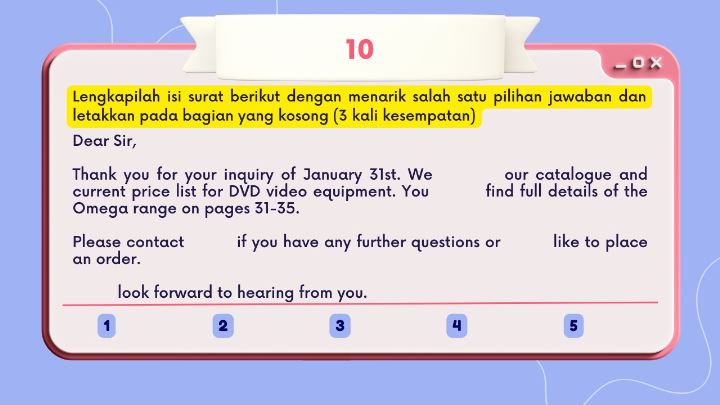 10
Lengkapilah isi surat berikut dengan menarik salah satu pilihan jawaban dan
letakkan pada bagian yang kosong (3 kali kesempatan)
Dear Sir,
Thank you for your inquiry of January 31st. We our catalogue and
current price list for DVD video equipment. You find full details of the
Omega range on pages 31-35.
Please contact if you have any further questions or like to place
an order.
look forward to hearing from you.
1 2 3 4 5